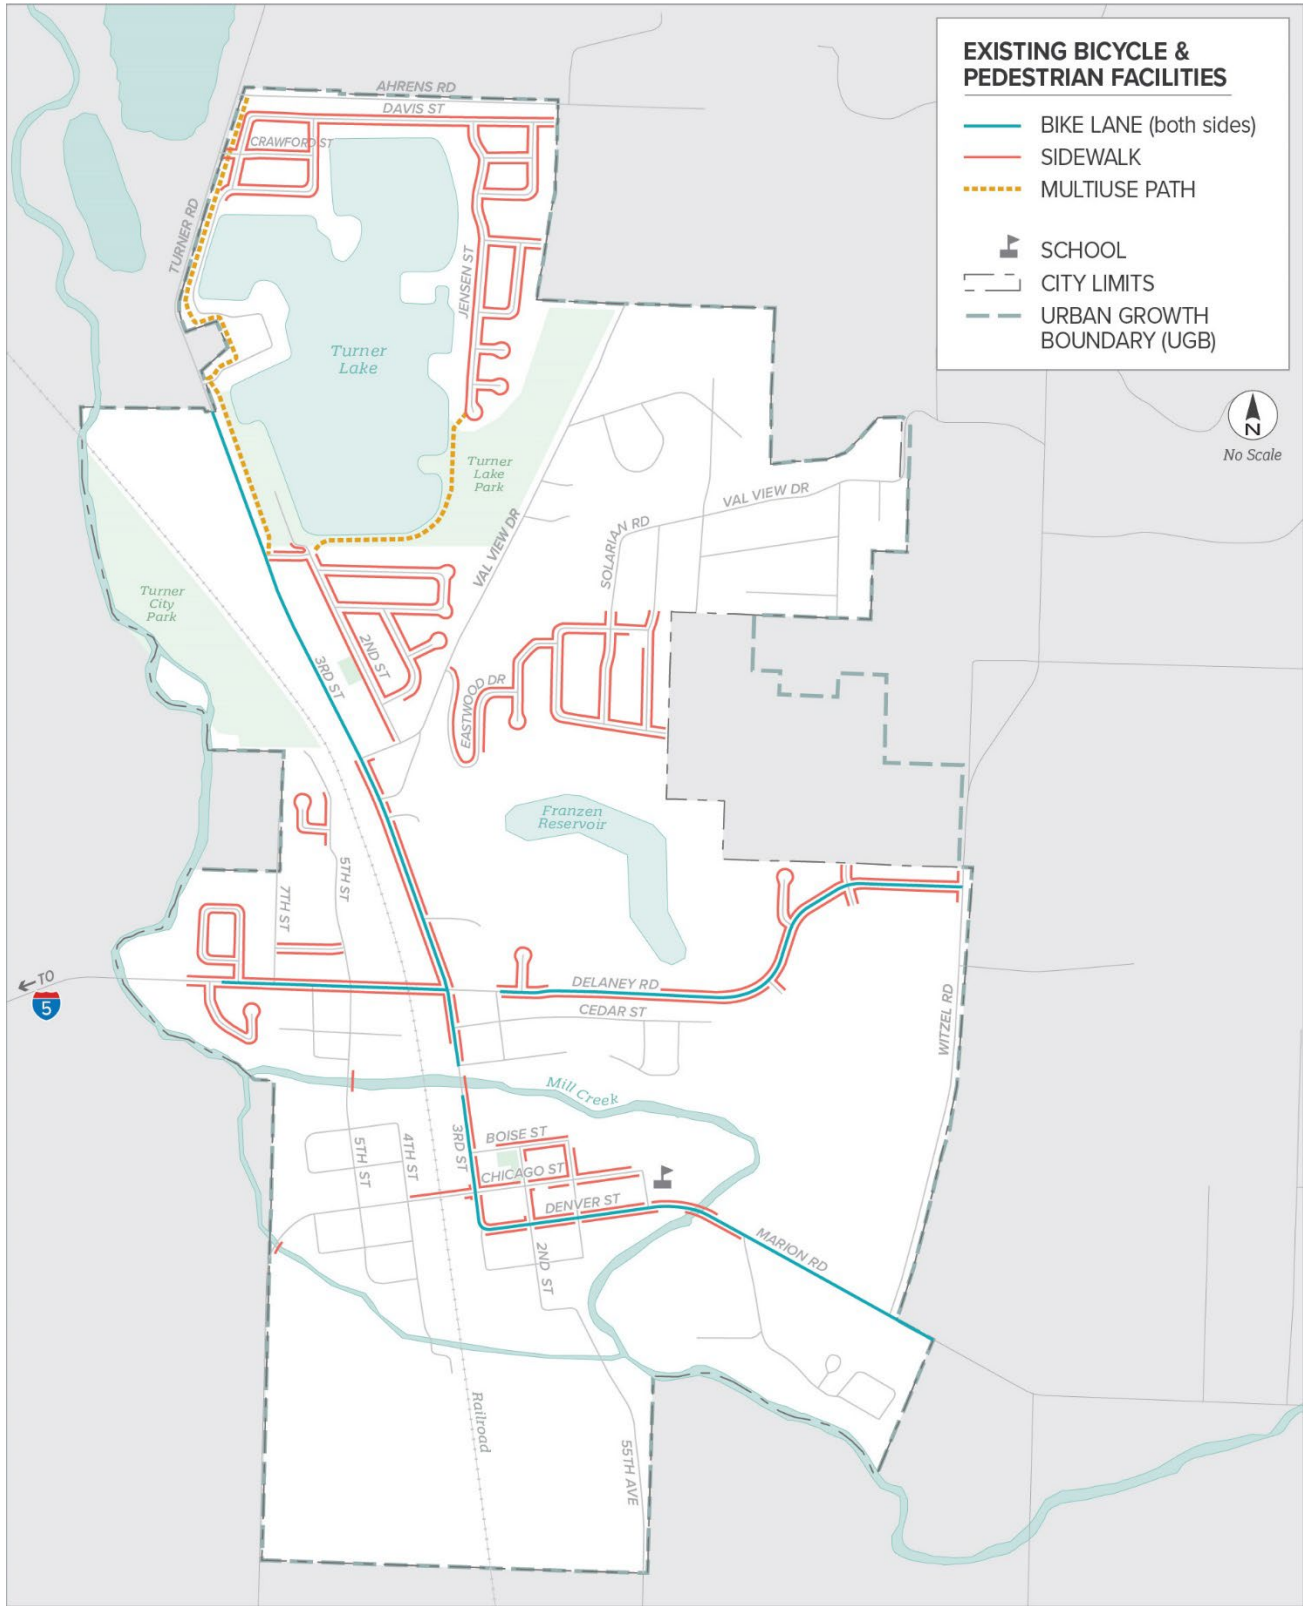 EXISTING BICYCLE &
PEDESTRIAN FACILITIES
BIKE LANE (both sides)
SIDEWALK
MULTIUSE PATH
SCHOOL
CITY LIMITS
URBAN GROWTH
BOUNDARY (UGB)
N
No Scale
AHRENS RD
DAVIS ST
CRAWFORD ST
TURNER RD
JENSEN ST
Turner
Lake
Turner
Lake
Park
VAL VIEW DR
VAL VIEW DR
SOLARIAN RD
Turner
City
Park
2ND ST
3RD ST
EASTWOOD DR
Franzen
Reservoir
5TH ST
7TH ST
TO
5
DELANEY RD
CEDAR ST
WITZEL RD
Mill Creek
BOISE ST
3RD ST
4TH ST
5TH ST
CHICAGO ST
DENVER ST
2ND ST
MARION RD
Railroad
55TH AVE